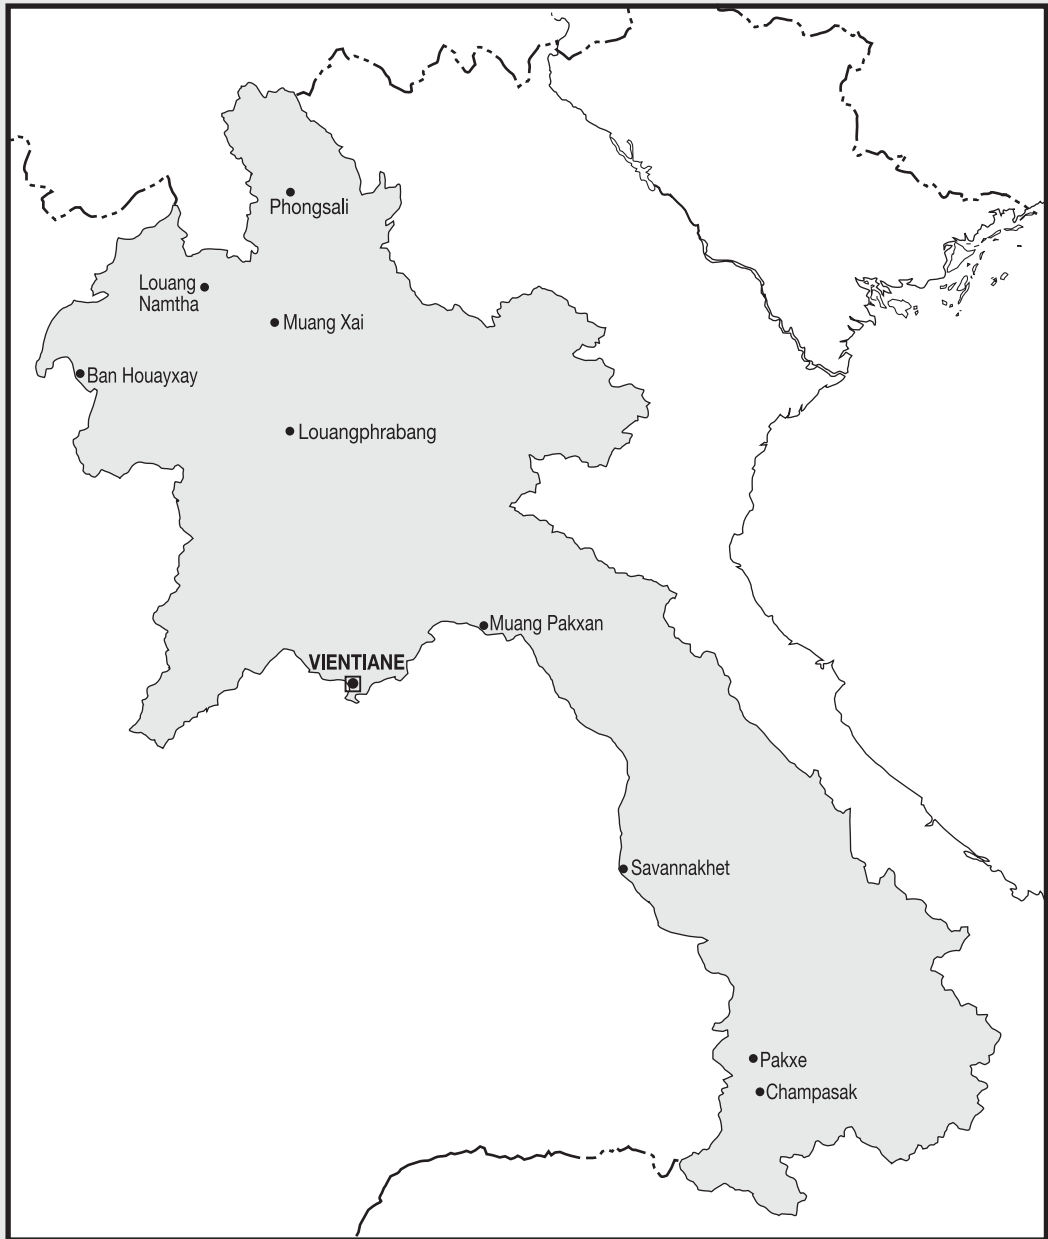 Phongsali
Louang
Namtha
Muang Xai
Ban Houayxay
Louangphrabang
Muang Pakxan
VIENTIANE
Savannakhet
Pakxe
Champasak